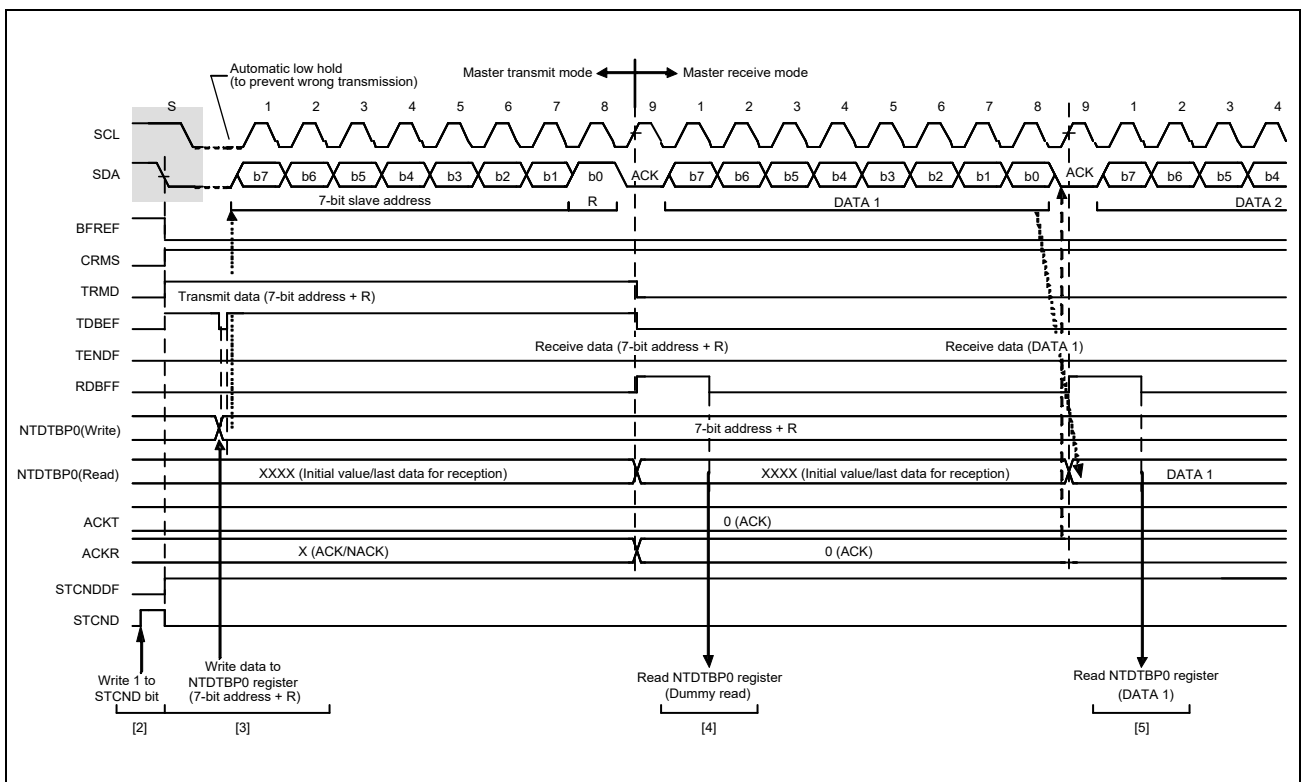 Automatic low hold
(to prevent wrong transmission)
Master transmit mode
Master receive mode
S 1 2 3 4 5 6 7 8 9 1 2 3 4 5 6 7 8 9 1 2 3 4
SCL
SDA b7 b6 b5 b4 b3 b2 b1 b0 ACK b7 b6 b5 b4 b3 b2 b1 b0 ACK b7 b6 b5 b4
7-bit slave address R DATA 1 DATA 2
BFREF
CRMS
TRMD
Transmit data (7-bit address + R)
TDBEF
Receive data (7-bit address + R) Receive data (DATA 1)
TENDF
RDBFF
NTDTBP0(Write) 7-bit address + R
NTDTBP0(Read) XXXX (Initial value/last data for reception) XXXX (Initial value/last data for reception) DATA 1
ACKT 0 (ACK)
ACKR X (ACK/NACK) 0 (ACK)
STCNDDF
STCND
Write 1 to
STCND bit
Write data to
NTDTBP0 register
(7-bit address + R)
Read NTDTBP0 register
(Dummy read)
Read NTDTBP0 register
(DATA 1)
[2] [3] [4] [5]